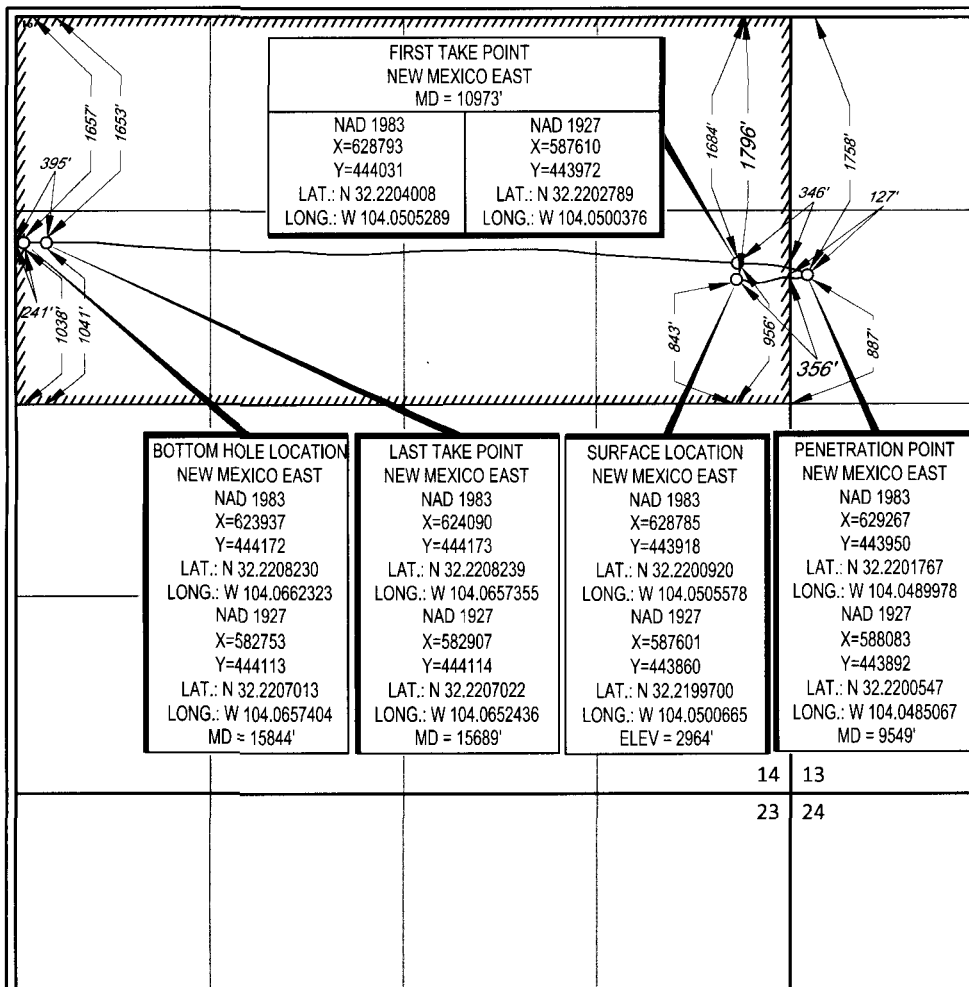 FIRST TAKE POINT
NEW MEXICO EAST
MD = 10973'
NAD 1983
X=628793
Y=444031
LAT.: N 32.2204008
LONG.: W 104.0505289
NAD 1927
X=587610
Y=443972
LAT.: N 32.2202789
LONG.: W 104.0500376
1657'
1653'
395'
1684'
1796'
346'
1758'
127'
241'
1038'
1041'
843'
956'
356'
887'
BOTTOM HOLE LOCATION
NEW MEXICO EAST
NAD 1983
X=623937
Y=444172
LAT.: N 32.2208230
LONG.: W 104.0662323
NAD 1927
X=582753
Y=444113
LAT.: N 32.2207013
LONG.: W 104.0657404
MD = 15844'
LAST TAKE POINT
NEW MEXICO EAST
NAD 1983
X=624090
Y=444173
LAT.: N 32.2208239
LONG.: W 104.0657355
NAD 1927
X=582907
Y=444114
LAT.: N 32.2207022
LONG.: W 104.0652436
MD = 15689'
SURFACE LOCATION
NEW MEXICO EAST
NAD 1983
X=628785
Y=443918
LAT.: N 32.2200920
LONG.: W 104.0505578
NAD 1927
X=587601
Y=443860
LAT.: N 32.2199700
LONG.: W 104.0500665
ELEV = 2964'
PENETRATION POINT
NEW MEXICO EAST
NAD 1983
X=629267
Y=443950
LAT.: N 32.2201767
LONG.: W 104.0489978
NAD 1927
X=588083
Y=443892
LAT.: N 32.2200547
LONG.: W 104.0485067
MD = 9549'
14 13
23 24